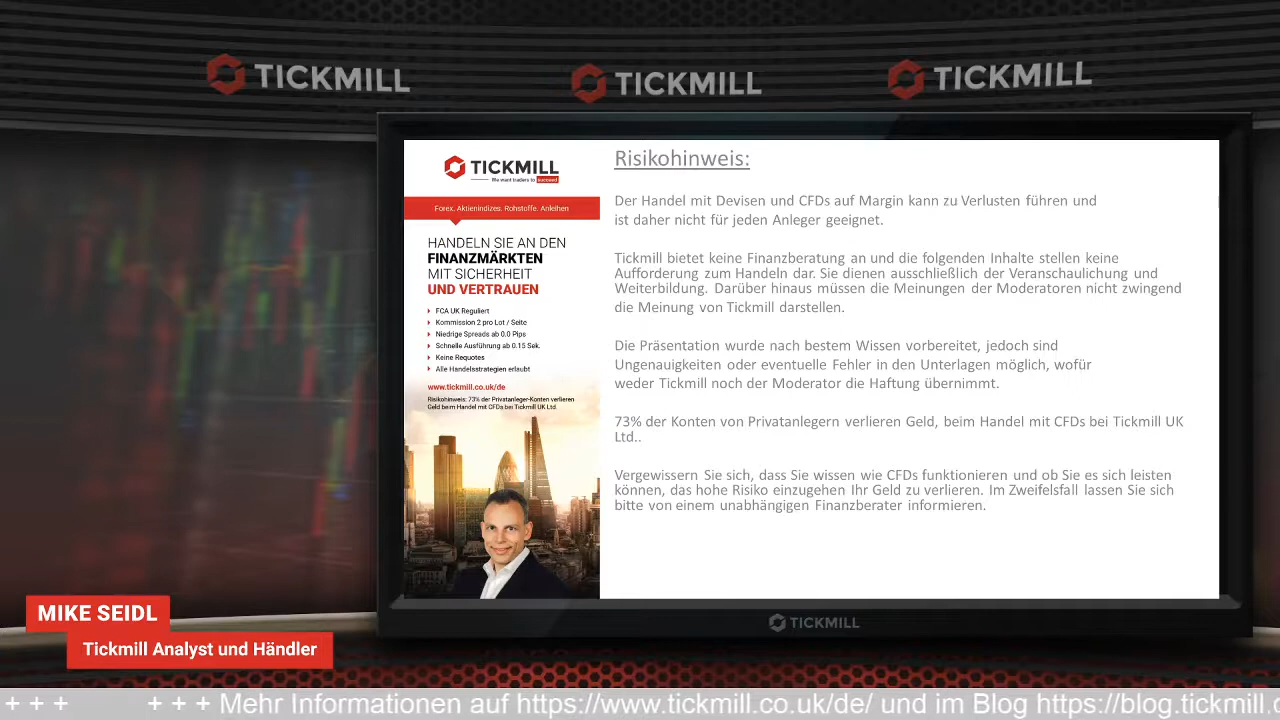 TICKMILL
TICKMILL
TICKMILL
TICKMILL
We want traders to succeed
Forex. Aktienindizes. Rohstoffe. Anleihen
HANDELN SIE AN DEN
FINANZMÄRKTEN
MIT SICHERHEIT
UND VERTRAUEN
FCA UK Reguliert
Kommission 2 pro Lot / Seite
Niedrige Spreads ab 0.0 Pips
Schnelle Ausführung ab 0.15 Sek.
Keine Requotes
Alle Handelsstrategien erlaubt
www.tickmill.co.uk/de
Risikohinweis: 73% der Privatanleger-Konten verlieren
Geld beim Handel mit CFDs bei Tickmill UK Ltd.
Risikohinweis:
Der Handel mit Devisen und CFDs auf Margin kann zu Verlusten führen und
ist daher nicht für jeden Anleger geeignet.
Tickmill bietet keine Finanzberatung an und die folgenden Inhalte stellen keine
Aufforderung zum Handeln dar. Sie dienen ausschließlich der Veranschaulichung und
Weiterbildung. Darüber hinaus müssen die Meinungen der Moderatoren nicht zwingend
die Meinung von Tickmill darstellen.
Die Präsentation wurde nach bestem Wissen vorbereitet, jedoch sind
Ungenauigkeiten oder eventuelle Fehler in den Unterlagen möglich, wofür
weder Tickmill noch der Moderator die Haftung übernimmt.
73% der Konten von Privatanlegern verlieren Geld, beim Handel mit CFDs bei Tickmill UK
Ltd..
Vergewissern Sie sich, dass Sie wissen wie CFDs funktionieren und ob Sie es sich leisten
können, das hohe Risiko einzugehen Ihr Geld zu verlieren. Im Zweifelsfall lassen Sie sich
bitte von einem unabhängigen Finanzberater informieren.
TICKMILL
MIKE SEIDL
Tickmill Analyst und Händler
+ + + + + + Mehr Informationen auf https://www.tickmill.co.uk/de/ und im Blog https://blog.tickmill.c